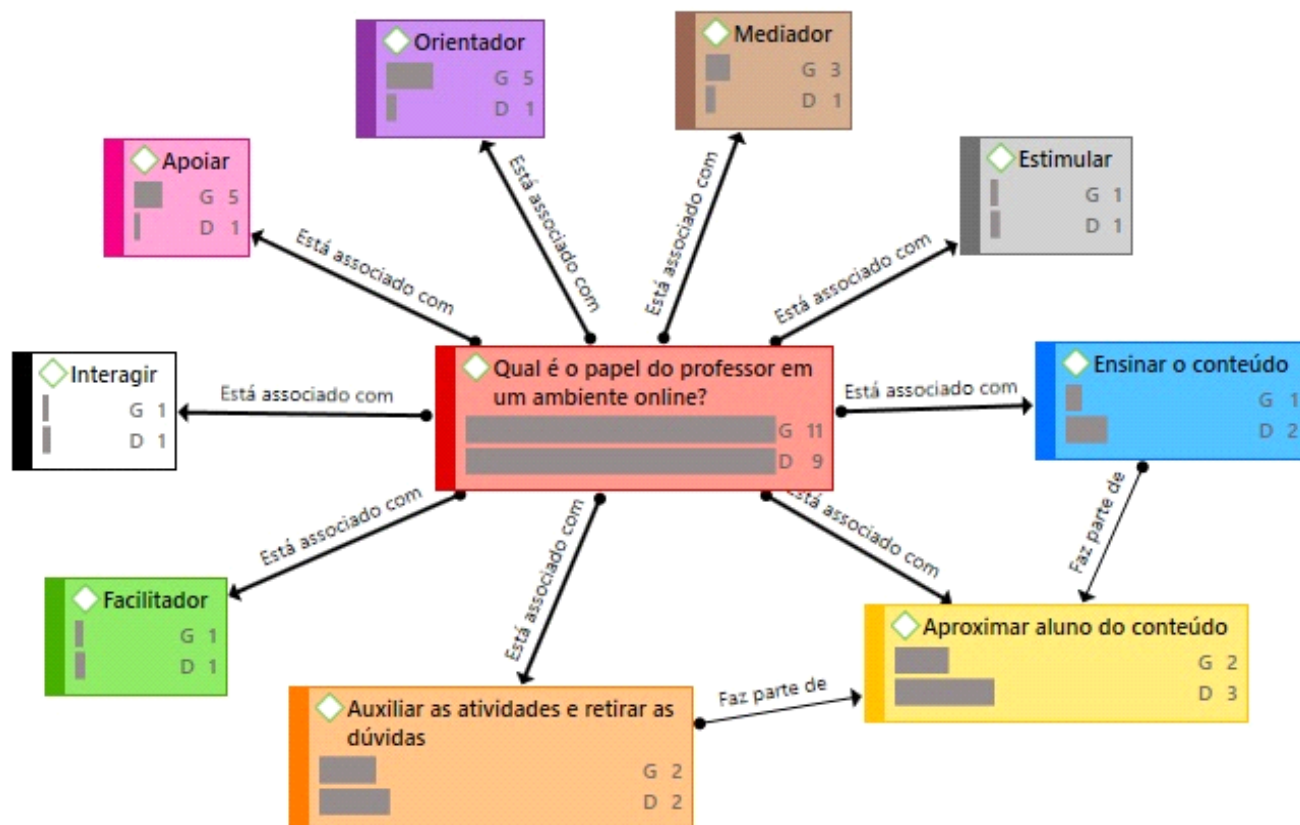 Orientador
G 5
D 1
Mediador
G 3
D 1
Apoiar
G 5
D 1
Estimular
G 1
D 1
Está associado com
Está associado com
Está associado com
Está associado com
Interagir
G 1
D 1
Está associado com
Qual é o papel do professor em
um ambiente online?
G 11
D 9
Está associado com
Ensinar o conteúdo
G 1
D 2
Está associado com
Está associado com
Está associado com
Faz parte de
Facilitador
G 1
D 1
Aproximar aluno do conteúdo
G 2
D 3
Faz parte de
Auxiliar as atividades e retirar as
dúvidas
G 2
D 2